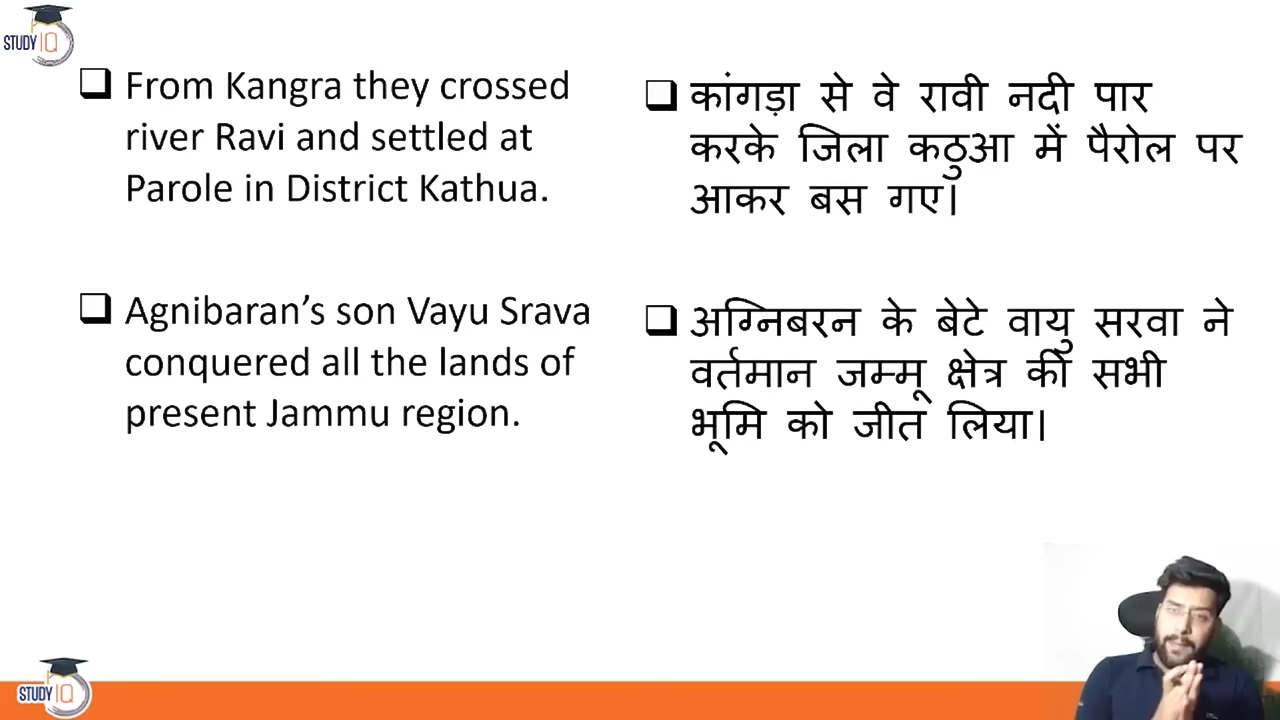 STUDY IQ
From Kangra they crossed
river Ravi and settled at
Parole in District Kathua.
Agnibaran’s son Vayu Srava
conquered all the lands of
present Jammu region.
कांगड़ा से वे रावी नदी पार
करके जिला कठुआ में पैरोल पर
आकर बस गए।
अग्निबरन के बेटे वायु सरवा ने
वर्तमान जम्मू क्षेत्र की सभी
भूमि को जीत लिया।
STUDY IQ